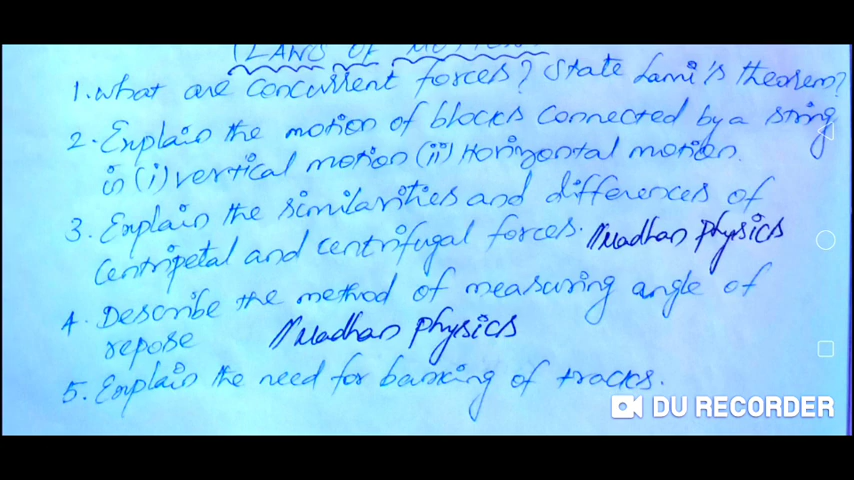 (LAWS OF MOTION)
1. what are concurrent forces? State Lami's theorem?
2. Explain the motion of blocks connected by a string
in (i) vertical motion (ii) Horizontal motion.
3. Explain the similarities and differences of
centripetal and centrifugal forces. Madhan physics
4. Describe the method of measuring angle of
repose Madhan physics
5. Explain the need for banking of tracks.
DU RECORDER